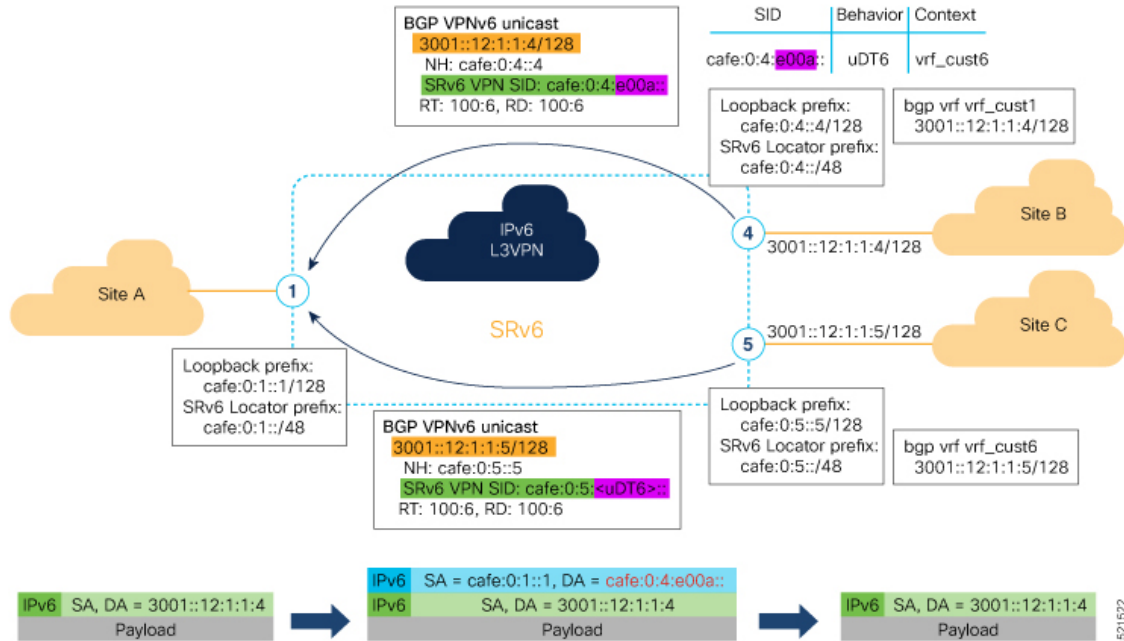 BGP VPNv6 unicast
3001::12:1:1:4/128
NH: cafe:0:4::4
SRv6 VPN SID: cafe:0:4:e00a::
RT: 100:6, RD: 100:6
SID Behavior Context
cafe:0:4:e00a:: uDT6 vrf_cust6
Loopback prefix:
cafe:0:4::4/128
SRv6 Locator prefix:
cafe:0:4::/48
bgp vrf vrf_cust1
3001::12:1:1:4/128
IPv6
L3VPN
4
3001::12:1:1:4/128
Site B
Site A
1
SRv6
5
3001::12:1:1:5/128
Site C
Loopback prefix:
cafe:0:1::1/128
SRv6 Locator prefix:
cafe:0:1::/48
BGP VPNv6 unicast
3001::12:1:1:5/128
NH: cafe:0:5::5
SRv6 VPN SID: cafe:0:5:<uDT6>::
RT: 100:6, RD: 100:6
Loopback prefix:
cafe:0:5::5/128
SRv6 Locator prefix:
cafe:0:5::/48
bgp vrf vrf_cust6
3001::12:1:1:5/128
IPv6 SA, DA = 3001::12:1:1:4
Payload
IPv6 SA = cafe:0:1::1, DA = cafe:0:4:e00a::
IPv6 SA, DA = 3001::12:1:1:4
Payload
IPv6 SA, DA = 3001::12:1:1:4
Payload
521522